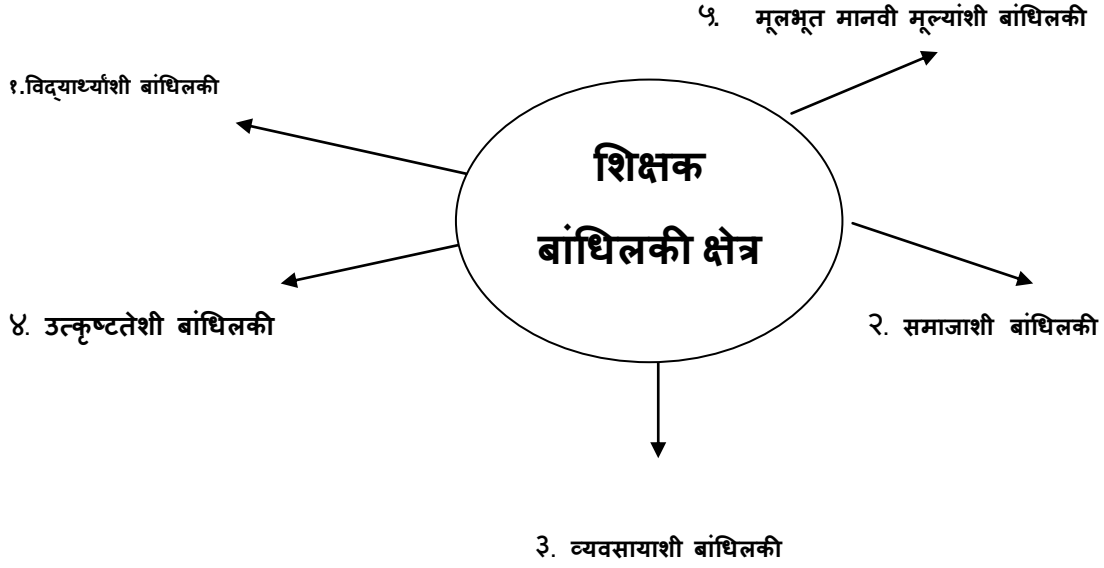 ५. मूलभूत मानवी मूल्यांशी बांधिलकी
१.विद्यार्थ्यांशी बांधिलकी
शिक्षक
बांधिलकी क्षेत्र
४. उत्कृष्टतेशी बांधिलकी
२. समाजाशी बांधिलकी
३. व्यवसायाशी बांधिलकी